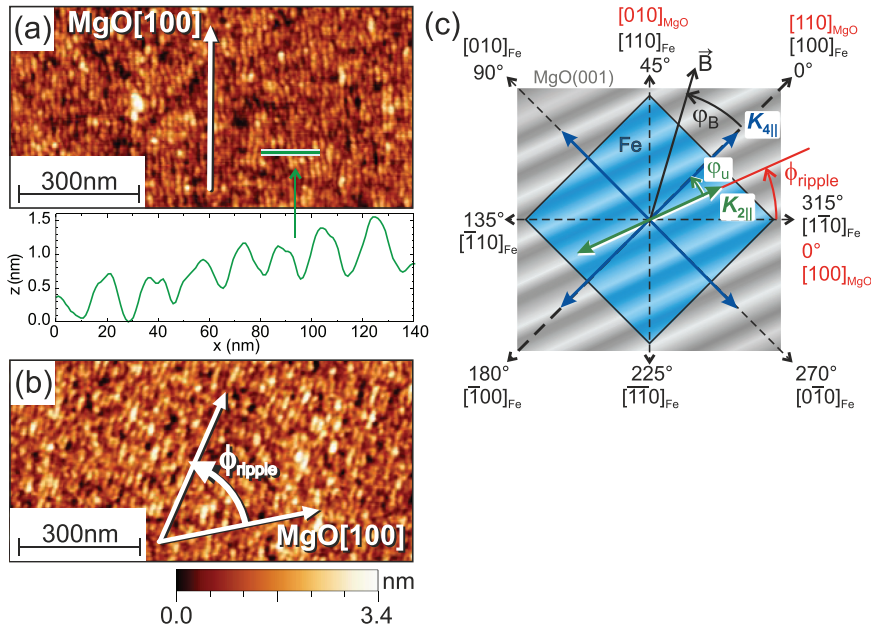 (a)
MgO[100]
300nm
1.5
1.0
0.5
0.0
z (nm)
0 20 40 60 80 100 120 140
x (nm)
(b)
ϕripple
MgO[100]
300nm
nm
0.0 3.4
(c)
[010]MgO
[110]MgO
[010]Fe
[110]Fe
[100]Fe
90°
45°
0°
MgO(001)
B⃗
φB
K4||
Fe
φu
K2||
ϕripple
135°
[1̅10]Fe
315°
[11̅0]Fe
0°
[100]MgO
180°
[1̅00]Fe
225°
[1̅1̅0]Fe
270°
[01̅0]Fe